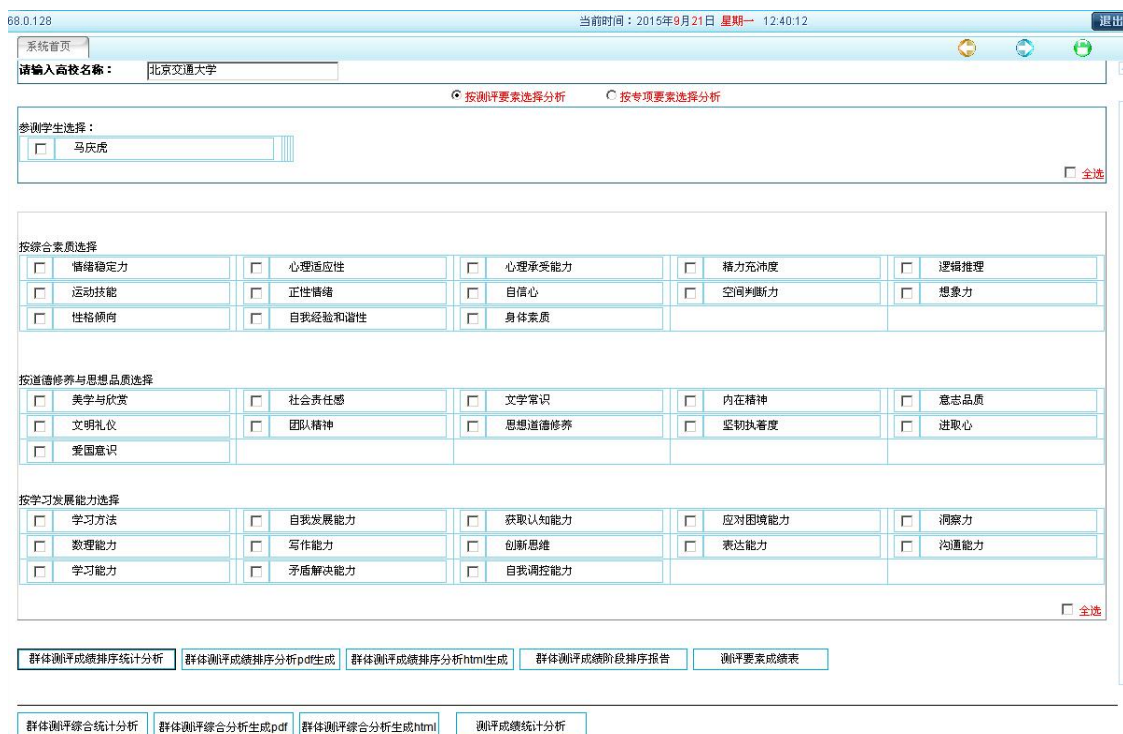 68.0.128 当前时间：2015年9月21日 星期一 12:40:12 退出
系统首页
请输入高校名称： 北京交通大学
按测评要素选择分析 按专项要素选择分析
参测学生选择：
马庆虎
全选
按综合素质选择
情绪稳定力 心理适应性 心理承受能力 精力充沛度 逻辑推理
运动技能 正性情绪 自信心 空间判断力 想象力
性格倾向 自我经验和谐性 身体素质
按道德修养与思想品质选择
美学与欣赏 社会责任感 文学常识 内在精神 意志品质
文明礼仪 团队精神 思想道德修养 坚韧执着度 进取心
爱国意识
按学习发展能力选择
学习方法 自我发展能力 获取认知能力 应对困境能力 洞察力
数理能力 写作能力 创新思维 表达能力 沟通能力
学习能力 矛盾解决能力 自我调控能力
全选
群体测评成绩排序统计分析 群体测评成绩排序分析pdf生成 群体测评成绩排序分析html生成 群体测评成绩阶段排序报告 测评要素成绩表
群体测评综合统计分析 群体测评综合分析生成pdf 群体测评综合分析生成html 测评成绩统计分析